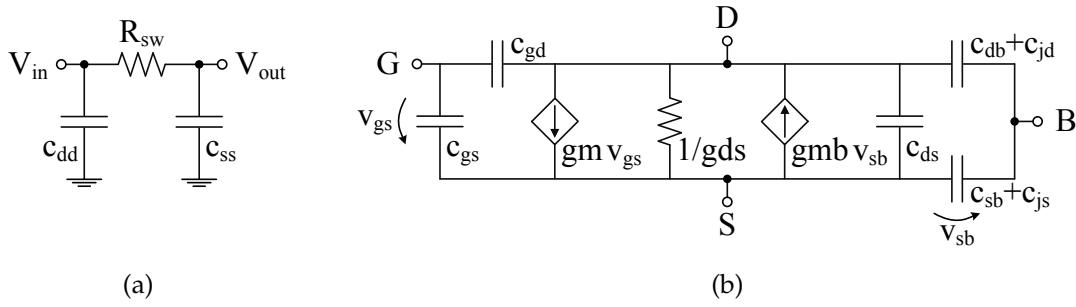 V_in
R_sw
V_out
c_dd
c_ss
(a)
G
v_gs
c_gd
c_gs
gm v_gs
1/gds
D
S
gmb v_sb
c_ds
c_db+c_jd
B
c_sb+c_js
v_sb
(b)